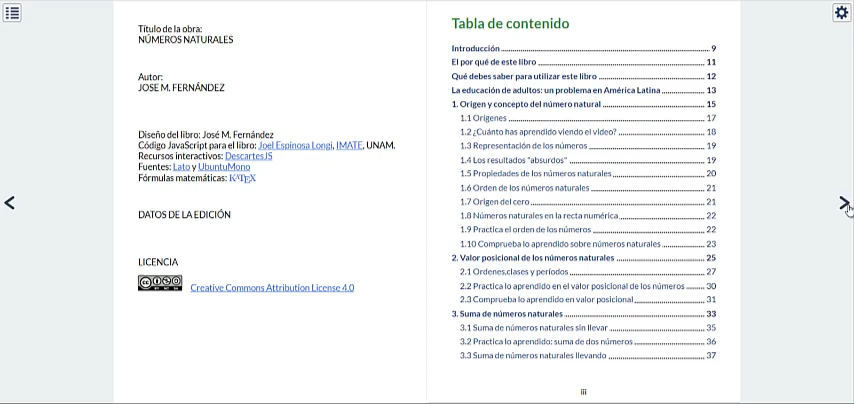 Título de la obra:
NÚMEROS NATURALES
Autor:
JOSE M. FERNÁNDEZ
Diseño del libro: José M. Fernández
Código JavaScript para el libro: Joel Espinosa Longi, IMATE, UNAM.
Recursos interactivos: DescartesJS
Fuentes: Lato y UbuntuMono
Fórmulas matemáticas: KATEX
DATOS DE LA EDICIÓN
LICENCIA
Creative Commons Attribution License 4.0
Tabla de contenido
Introducción 9
El por qué de este libro 11
Qué debes saber para utilizar este libro 12
La educación de adultos: un problema en América Latina 13
1. Origen y concepto del número natural 15
1.1 Orígenes 17
1.2 ¿Cuánto has aprendido viendo el video? 18
1.3 Representación de los números 19
1.4 Los resultados "absurdos" 19
1.5 Propiedades de los números naturales 20
1.6 Orden de los números naturales 21
1.7 Origen del cero 21
1.8 Números naturales en la recta numérica 22
1.9 Practica el orden de los números 22
1.10 Comprueba lo aprendido sobre números naturales 23
2. Valor posicional de los números naturales 25
2.1 Ordenes,clases y períodos 27
2.2 Practica lo aprendido en el valor posicional de los números 30
2.3 Comprueba lo aprendido en valor posicional 31
3. Suma de números naturales 33
3.1 Suma de números naturales sin llevar 35
3.2 Practica lo aprendido: suma de dos números 36
3.3 Suma de números naturales llevando 37
iii